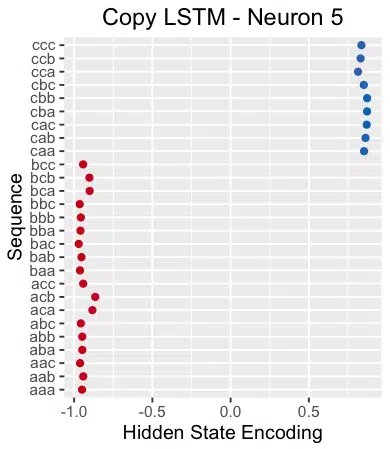 Copy LSTM - Neuron 5
Sequence
ccc
ccb
cca
cbc
cbb
cba
cac
cab
caa
bcc
bcb
bca
bbc
bbb
bba
bac
bab
baa
acc
acb
aca
abc
abb
aba
aac
aab
aaa
-1.0 -0.5 0.0 0.5
Hidden State Encoding